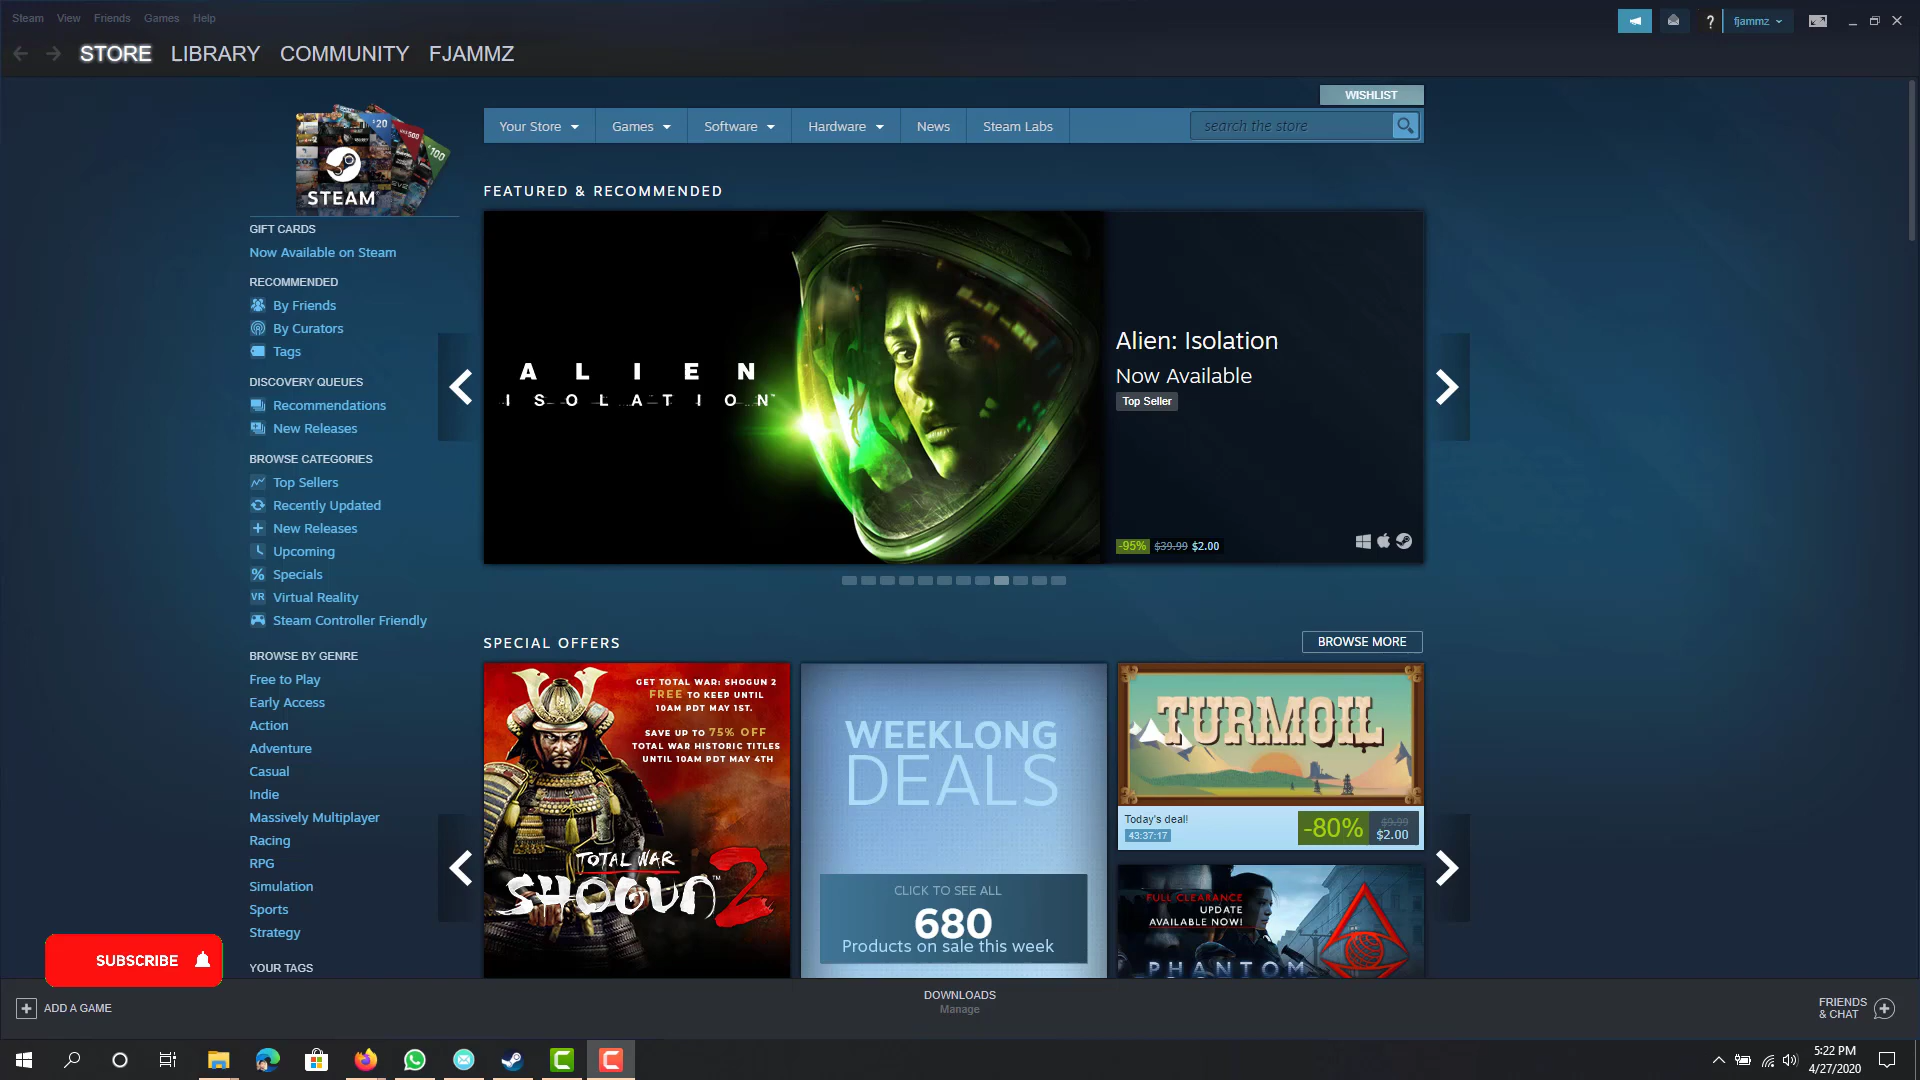 Steam View Friends Games Help
fjammz
STORE LIBRARY COMMUNITY FJAMMZ
WISHLIST
Your Store Games Software Hardware News Steam Labs search the store
$20
$500
$100
STEAM
GIFT CARDS
Now Available on Steam
RECOMMENDED
By Friends
By Curators
Tags
DISCOVERY QUEUES
Recommendations
New Releases
BROWSE CATEGORIES
Top Sellers
Recently Updated
New Releases
Upcoming
Specials
VR Virtual Reality
Steam Controller Friendly
BROWSE BY GENRE
Free to Play
Early Access
Action
Adventure
Casual
Indie
Massively Multiplayer
Racing
RPG
Simulation
Sports
Strategy
YOUR TAGS
SUBSCRIBE
FEATURED & RECOMMENDED
ALIEN
ISOLATION™
Alien: Isolation
Now Available
Top Seller
-95% $39.99 $2.00
SPECIAL OFFERS
BROWSE MORE
GET TOTAL WAR: SHOGUN 2
FREE TO KEEP UNTIL
10AM PDT MAY 1ST.
SAVE UP TO 75% OFF
TOTAL WAR HISTORIC TITLES
UNTIL 10AM PDT MAY 4TH
TOTAL WAR
SHOGUN™ 2
WEEKLONG
DEALS
CLICK TO SEE ALL
680
Products on sale this week
TURMOIL
Today's deal!
43:37:17
-80%
$9.99
$2.00
FULL CLEARANCE
UPDATE
AVAILABLE NOW!
PHANTOM
ADD A GAME
DOWNLOADS
Manage
FRIENDS
& CHAT
5:22 PM
4/27/2020